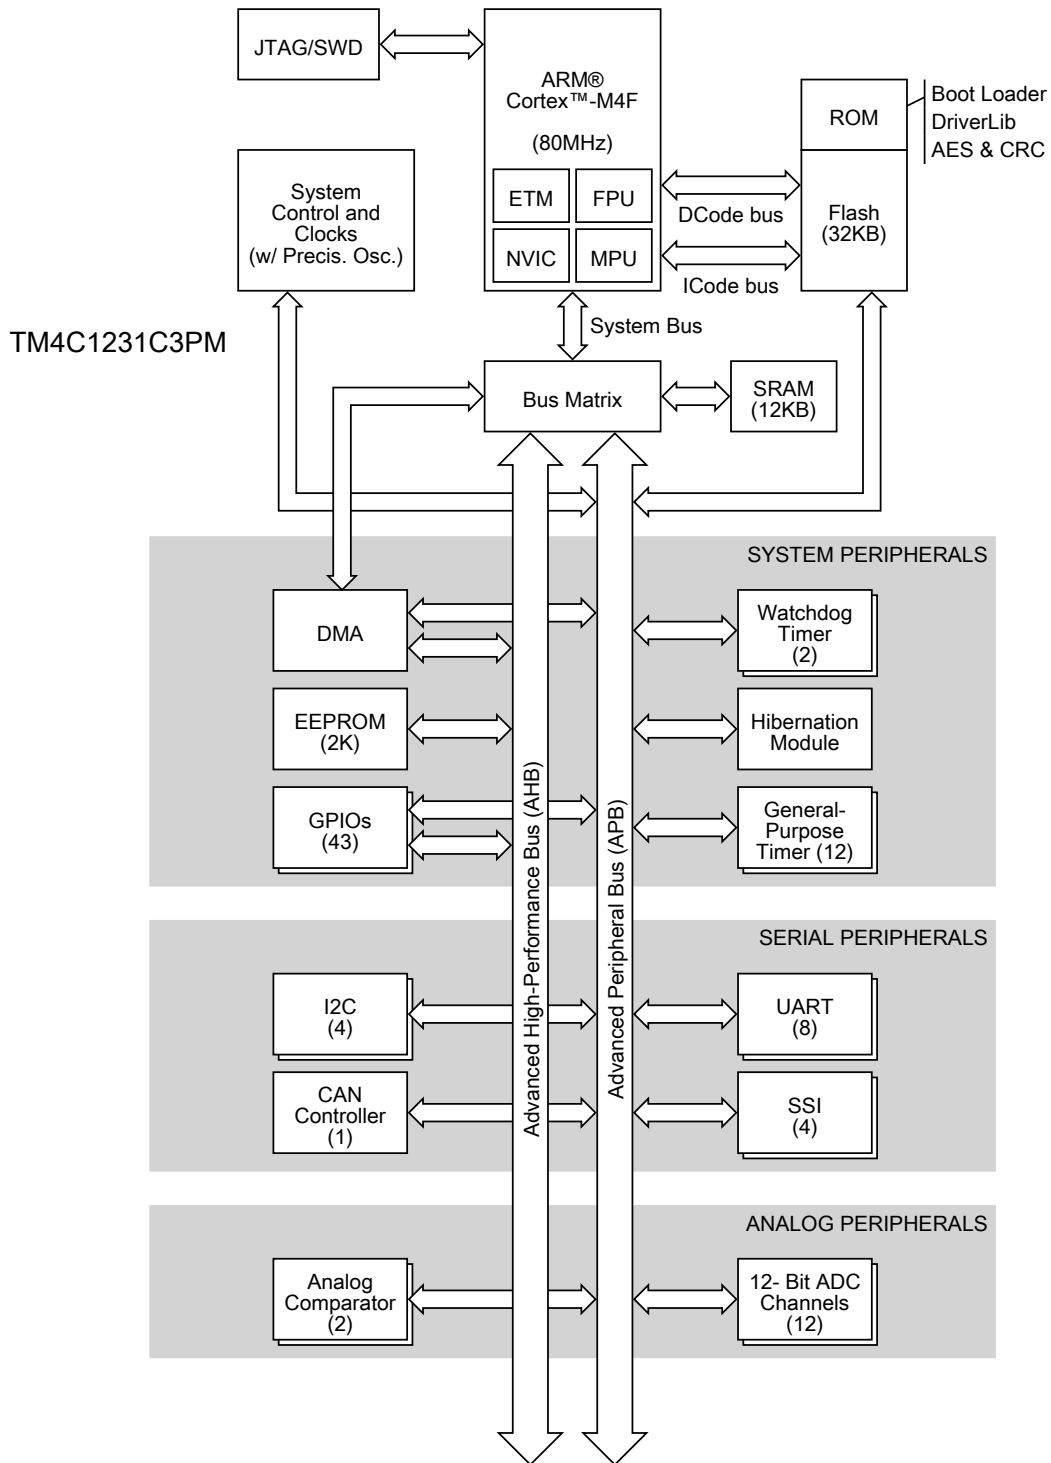 JTAG/SWD
ARM®
Cortex™-M4F
(80MHz)
ETM
FPU
NVIC
MPU
ROM
Boot Loader
DriverLib
AES & CRC
Flash
(32KB)
DCode bus
ICode bus
System
Control and
Clocks
(w/ Precis. Osc.)
TM4C1231C3PM
System Bus
Bus Matrix
SRAM
(12KB)
SYSTEM PERIPHERALS
DMA
Watchdog
Timer
(2)
EEPROM
(2K)
Hibernation
Module
GPIOs
(43)
General-
Purpose
Timer (12)
Advanced High-Performance Bus (AHB)
Advanced Peripheral Bus (APB)
SERIAL PERIPHERALS
I2C
(4)
UART
(8)
CAN
Controller
(1)
SSI
(4)
ANALOG PERIPHERALS
Analog
Comparator
(2)
12- Bit ADC
Channels
(12)